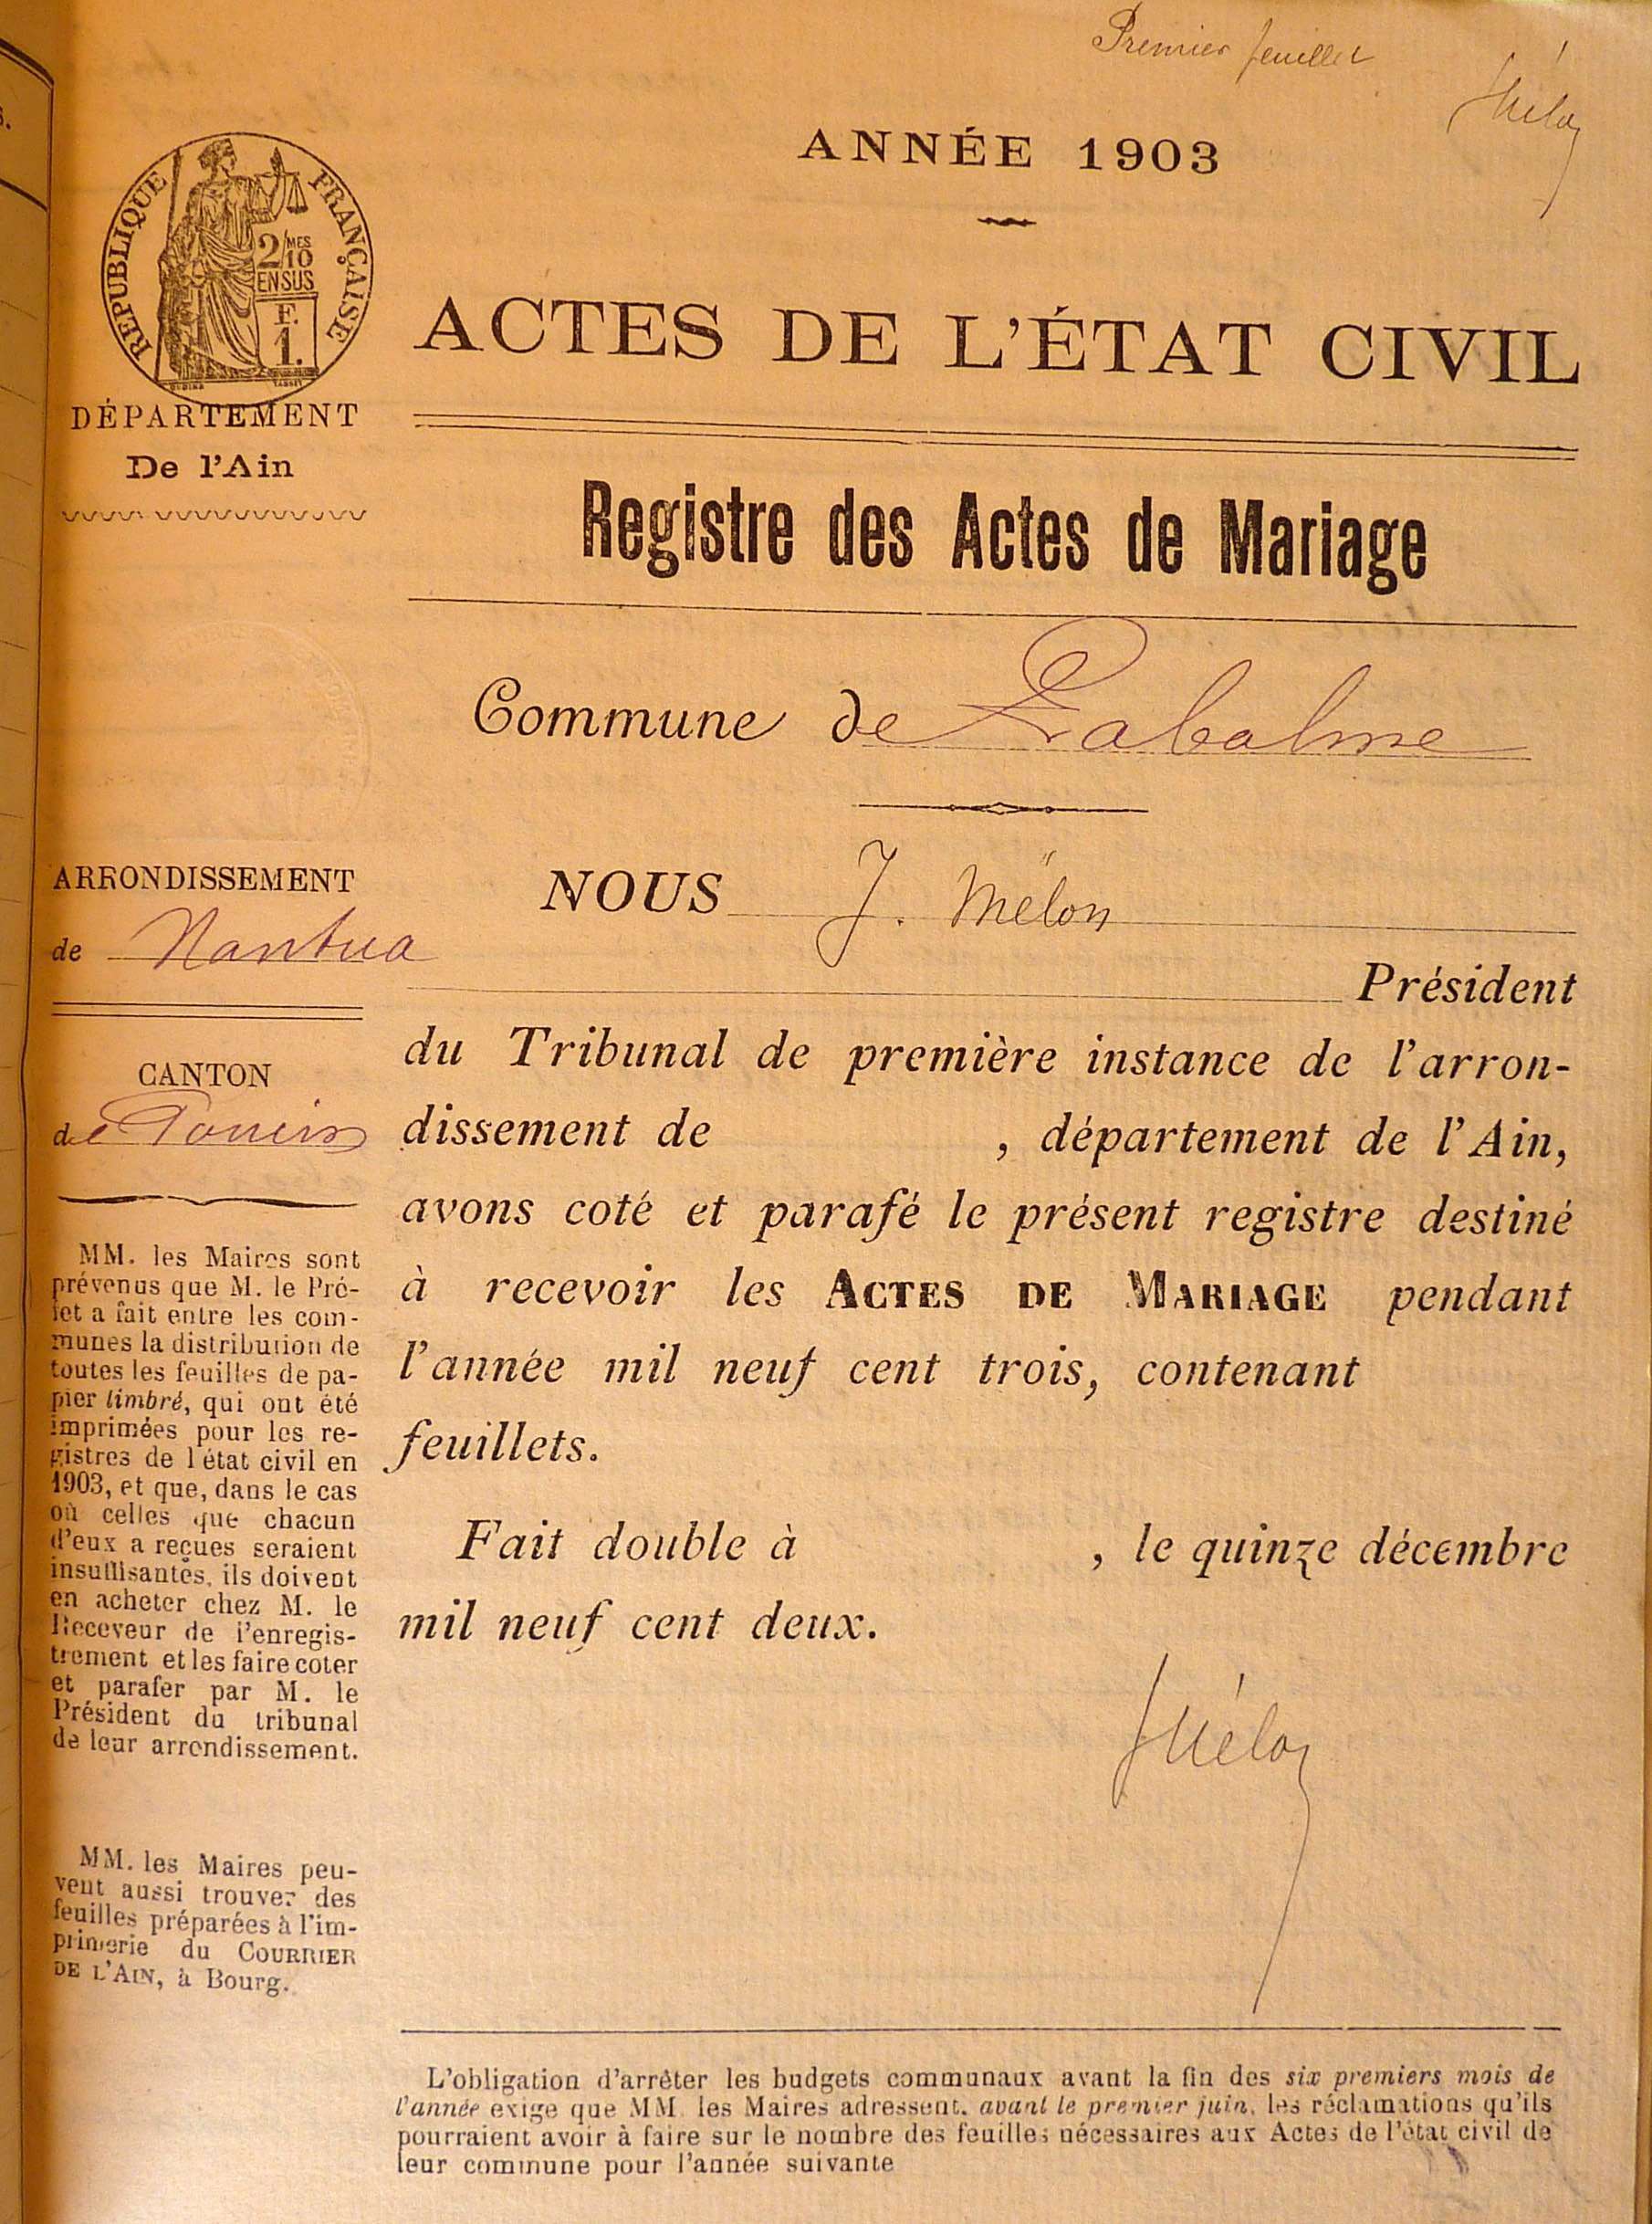 Premier feuillet
JMélon
ANNÉE 1903
REPUBLIQUE FRANÇAISE
2/MES
10
EN SUS
F.
1.
ACTES DE L'ÉTAT CIVIL
DÉPARTEMENT
De l'Ain
Registre des Actes de Mariage
Commune de Labalme
ARRONDISSEMENT
de Nantua
CANTON
de Poncin
MM. les Maires sont
prévenus que M. le Pré-
fet a fait entre les com-
munes la distribution de
toutes les feuilles de pa-
pier limbré, qui ont été
imprimées pour les re-
gistres de l'état civil en
1903, et que, dans le cas
où celles que chacun
d'eux a reçues seraient
insuffisantes, ils doivent
en acheter chez M. le
Receveur de l'enregis-
trement et les faire coter
et parafer par M. le
Président du tribunal
de leur arrondissement.
MM. les Maires peu-
vent aussi trouver des
feuilles préparées à l'im-
primerie du COURRIER
DE L'AIN, à Bourg.
NOUS J. Mélon
Président
du Tribunal de première instance de l'arron-
dissement de , département de l'Ain,
avons coté et parafé le présent registre destiné
à recevoir les ACTES DE MARIAGE pendant
l'année mil neuf cent trois, contenant
feuillets.
Fait double à , le quinze décembre
mil neuf cent deux.
JMélon
L'obligation d'arrêter les budgets communaux avant la fin des six premiers mois de
l'année exige que MM. les Maires adressent, avant le premier juin, les réclamations qu'ils
pourraient avoir à faire sur le nombre des feuilles nécessaires aux Actes de l'état civil de
leur commune pour l'année suivante